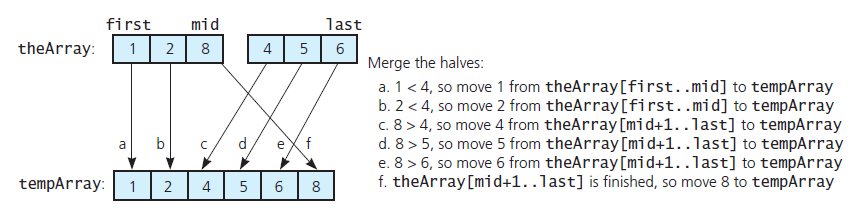 first mid last
theArray: 1 2 8 4 5 6
Merge the halves:
a. 1 < 4, so move 1 from theArray[first..mid] to tempArray
b. 2 < 4, so move 2 from theArray[first..mid] to tempArray
c. 8 > 4, so move 4 from theArray[mid+1..last] to tempArray
d. 8 > 5, so move 5 from theArray[mid+1..last] to tempArray
e. 8 > 6, so move 6 from theArray[mid+1..last] to tempArray
f. theArray[mid+1..last] is finished, so move 8 to tempArray
a b c d e f
tempArray: 1 2 4 5 6 8